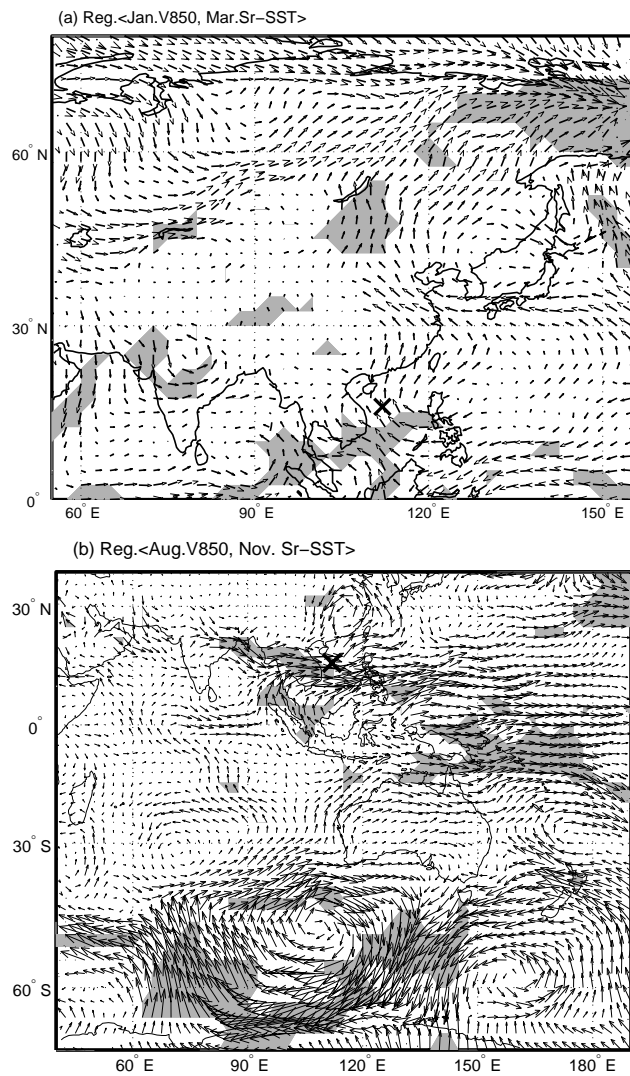 (a) Reg.<Jan.V850, Mar.Sr−SST>
60° N
30° N
0°
60° E
90° E
120° E
150° E
(b) Reg.<Aug.V850, Nov. Sr−SST>
30° N
0°
30° S
60° S
60° E
90° E
120° E
150° E
180° E